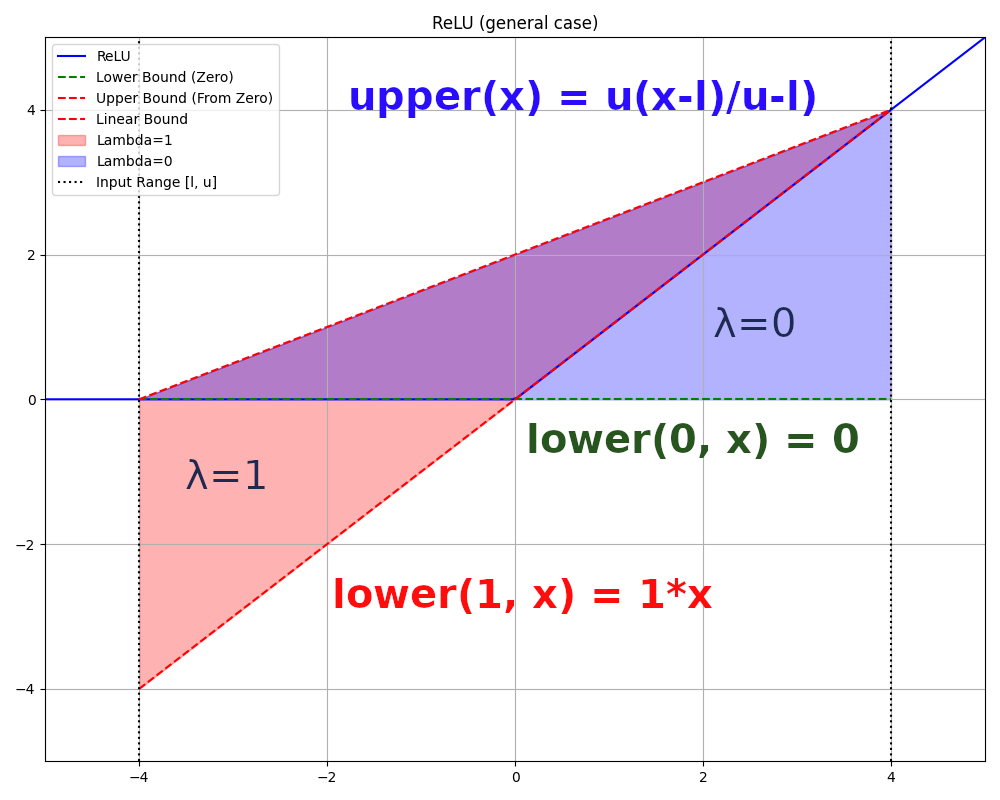 ReLU (general case)
ReLU
Lower Bound (Zero)
Upper Bound (From Zero)
Linear Bound
Lambda=1
Lambda=0
Input Range [l, u]
upper(x) = u(x-l)/u-l)
λ=0
lower(0, x) = 0
λ=1
lower(1, x) = 1*x
4
2
0
−2
−4
−4
−2
0
2
4